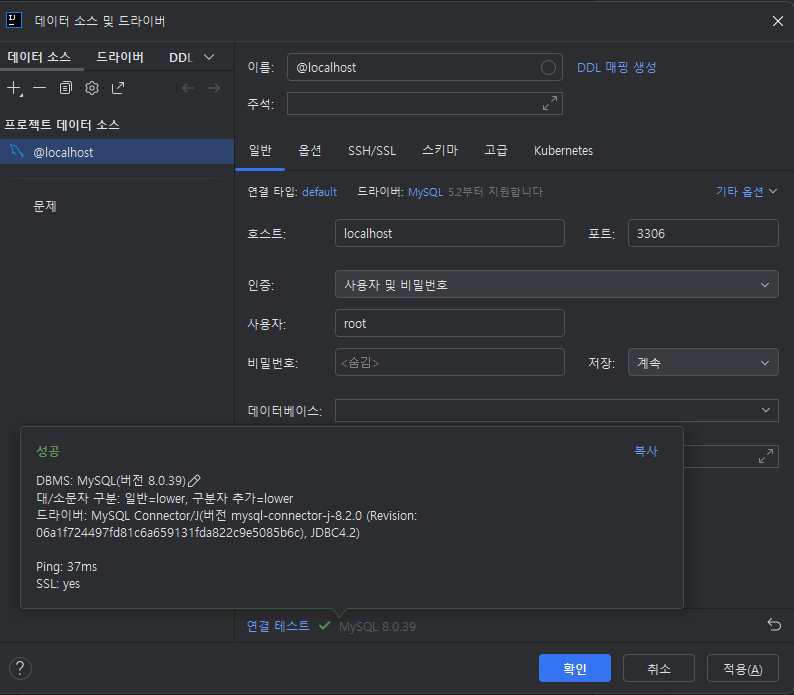 데이터 소스 및 드라이버
데이터 소스 드라이버 DDL
프로젝트 데이터 소스
@localhost
문제
이름: @localhost DDL 매핑 생성
주석:
일반 옵션 SSH/SSL 스키마 고급 Kubernetes
연결 타입: default 드라이버: MySQL 5.2부터 지원합니다 기타 옵션
호스트: localhost 포트: 3306
인증: 사용자 및 비밀번호
사용자: root
비밀번호: <숨김> 저장: 계속
데이터베이스:
성공 복사
DBMS: MySQL(버전 8.0.39)
대/소문자 구분: 일반=lower, 구분자 추가=lower
드라이버: MySQL Connector/J(버전 mysql-connector-j-8.2.0 (Revision:
06a1f724497fd81c6a659131fda822c9e5085b6c), JDBC4.2)
Ping: 37ms
SSL: yes
연결 테스트 MySQL 8.0.39
? 확인 취소 적용(A)